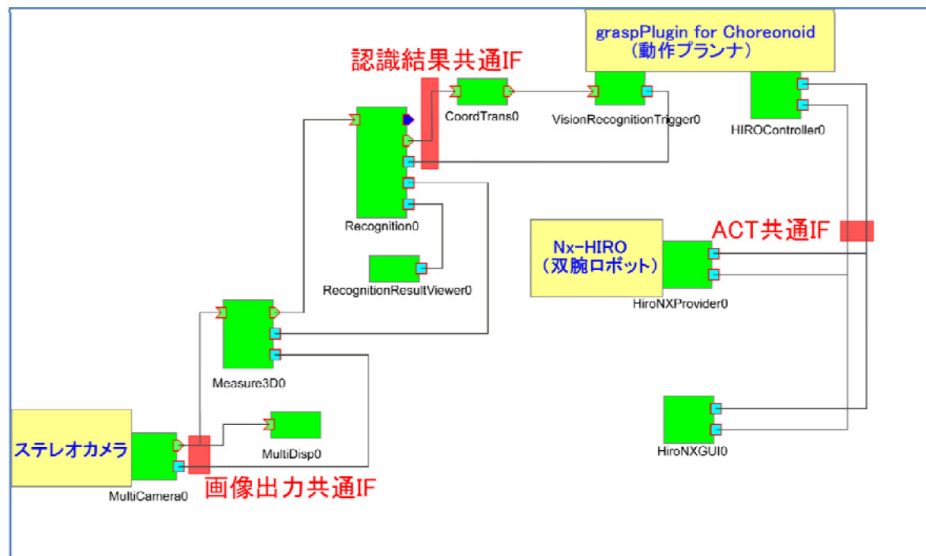 graspPlugin for Choreonoid
（動作プランナ）
認識結果共通IF
CoordTrans0
VisionRecognitionTrigger0
HIROController0
Recognition0
ACT共通IF
Nx-HIRO
（双腕ロボット）
RecognitionResultViewer0
HiroNXProvider0
Measure3D0
ステレオカメラ
MultiDisp0
HiroNXGUI0
MultiCamera0
画像出力共通IF